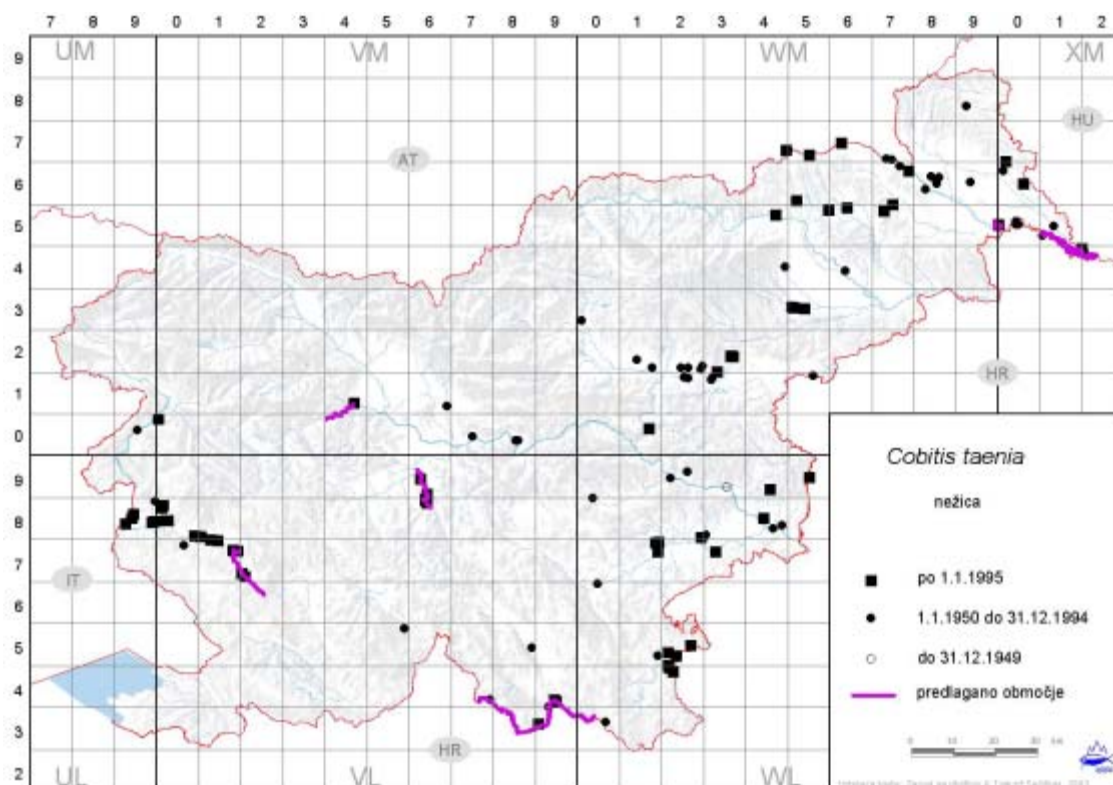 7 8 9 0 1 2 3 4 5 6 7 8 9 0 1 2 3 4 5 6 7 8 9 0 1 2
UM VM WM XM
9
8
HU
7
AT
6
5
4
3
2
HR
1
0
Cobitis taenia
9
nežica
8
IT
7
po 1.1.1995
6
1.1.1950 do 31.12.1994
5
do 31.12.1949
4
predlagano območje
3
HR
0 10 20 30
2
UL VL WL